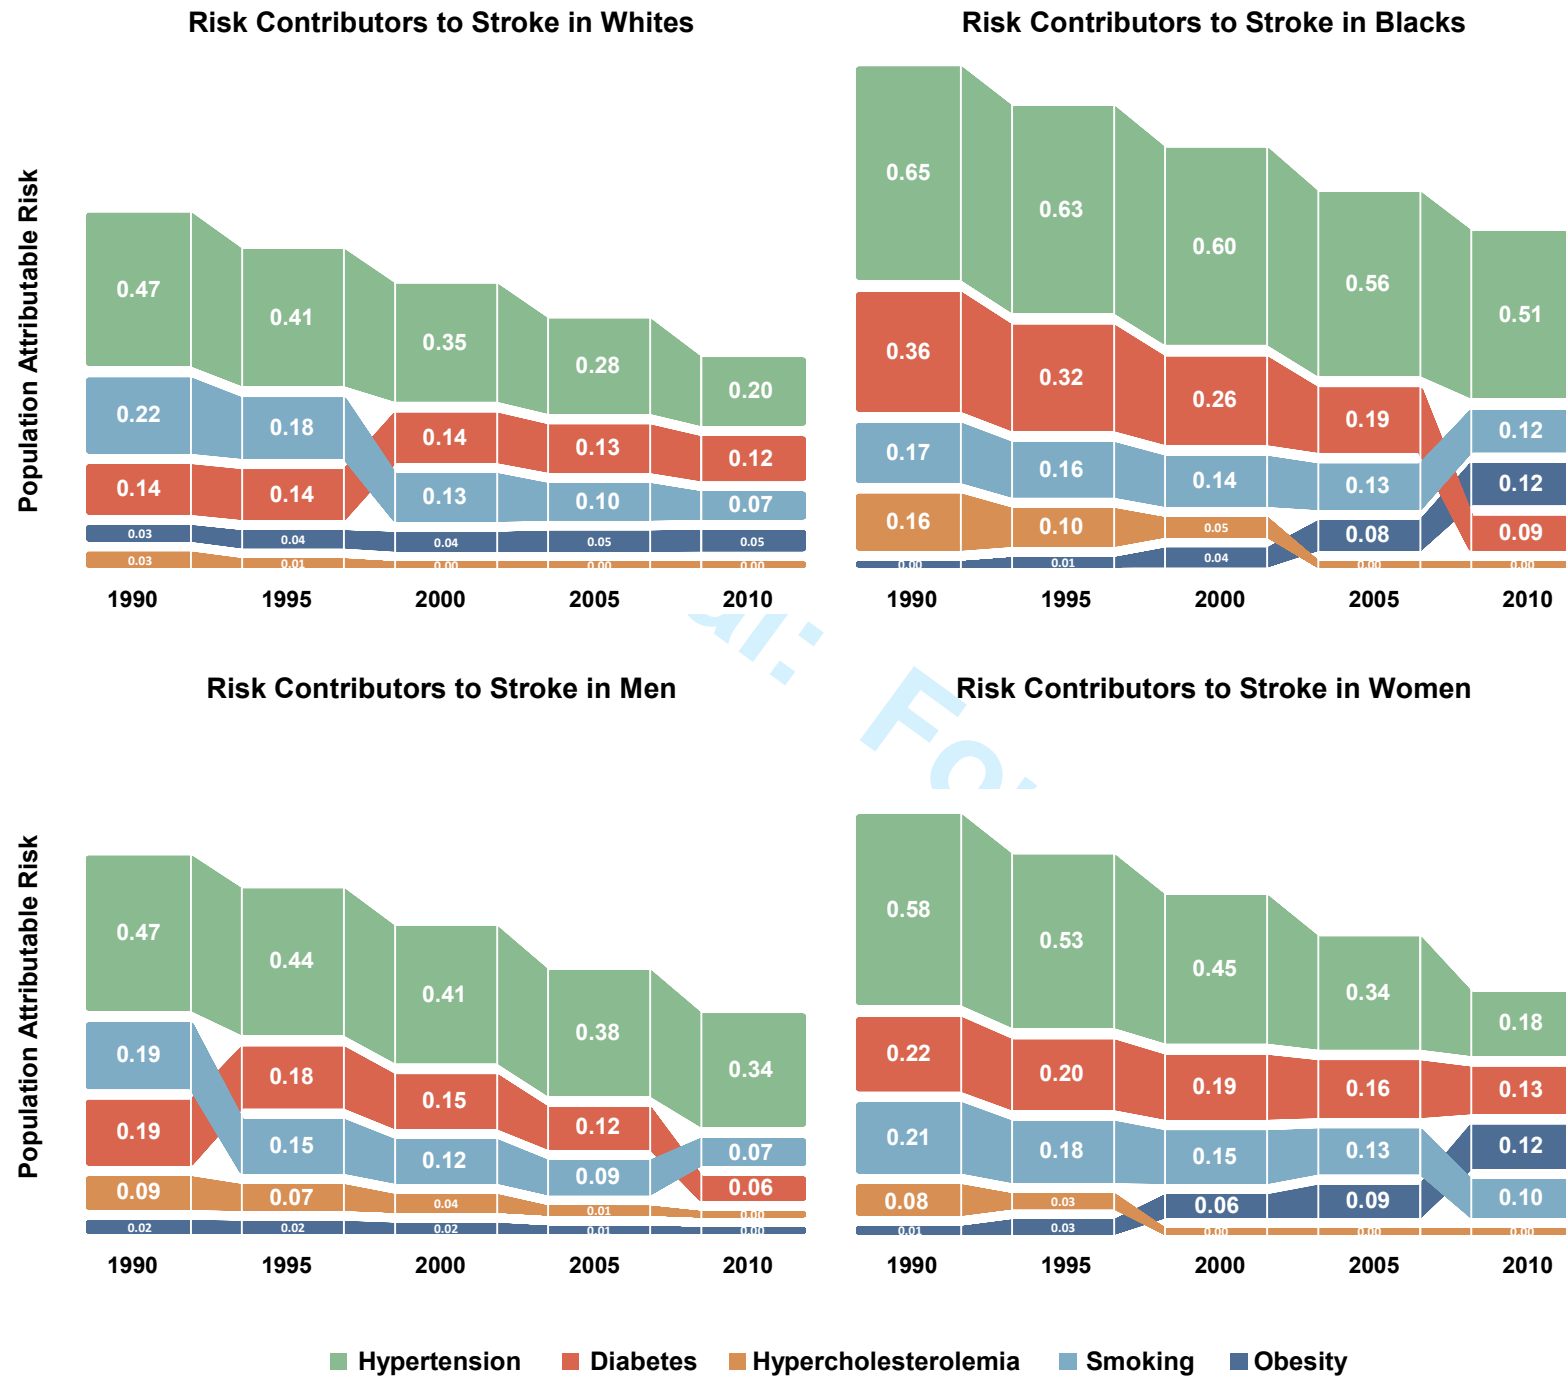 Risk Contributors to Stroke in Whites
Population Attributable Risk
0.47 0.41 0.35 0.28 0.20
0.22 0.18 0.14 0.13 0.12
0.14 0.14 0.13 0.10 0.07
0.03 0.04 0.04 0.05 0.05
0.03 0.01 0.00 0.00 0.00
1990 1995 2000 2005 2010
Risk Contributors to Stroke in Blacks
0.65 0.63 0.60 0.56 0.51
0.36 0.32 0.26 0.19 0.12
0.17 0.16 0.14 0.13 0.12
0.16 0.10 0.05 0.08 0.09
0.00 0.01 0.04 0.00 0.00
1990 1995 2000 2005 2010
Risk Contributors to Stroke in Men
Population Attributable Risk
0.47 0.44 0.41 0.38 0.34
0.19 0.18 0.15 0.12 0.07
0.19 0.15 0.12 0.09 0.06
0.09 0.07 0.04 0.01 0.00
0.02 0.02 0.02 0.01 0.00
1990 1995 2000 2005 2010
Risk Contributors to Stroke in Women
0.58 0.53 0.45 0.34 0.18
0.22 0.20 0.19 0.16 0.13
0.21 0.18 0.15 0.13 0.12
0.08 0.03 0.06 0.09 0.10
0.01 0.03 0.00 0.00 0.00
1990 1995 2000 2005 2010
Hypertension Diabetes Hypercholesterolemia Smoking Obesity